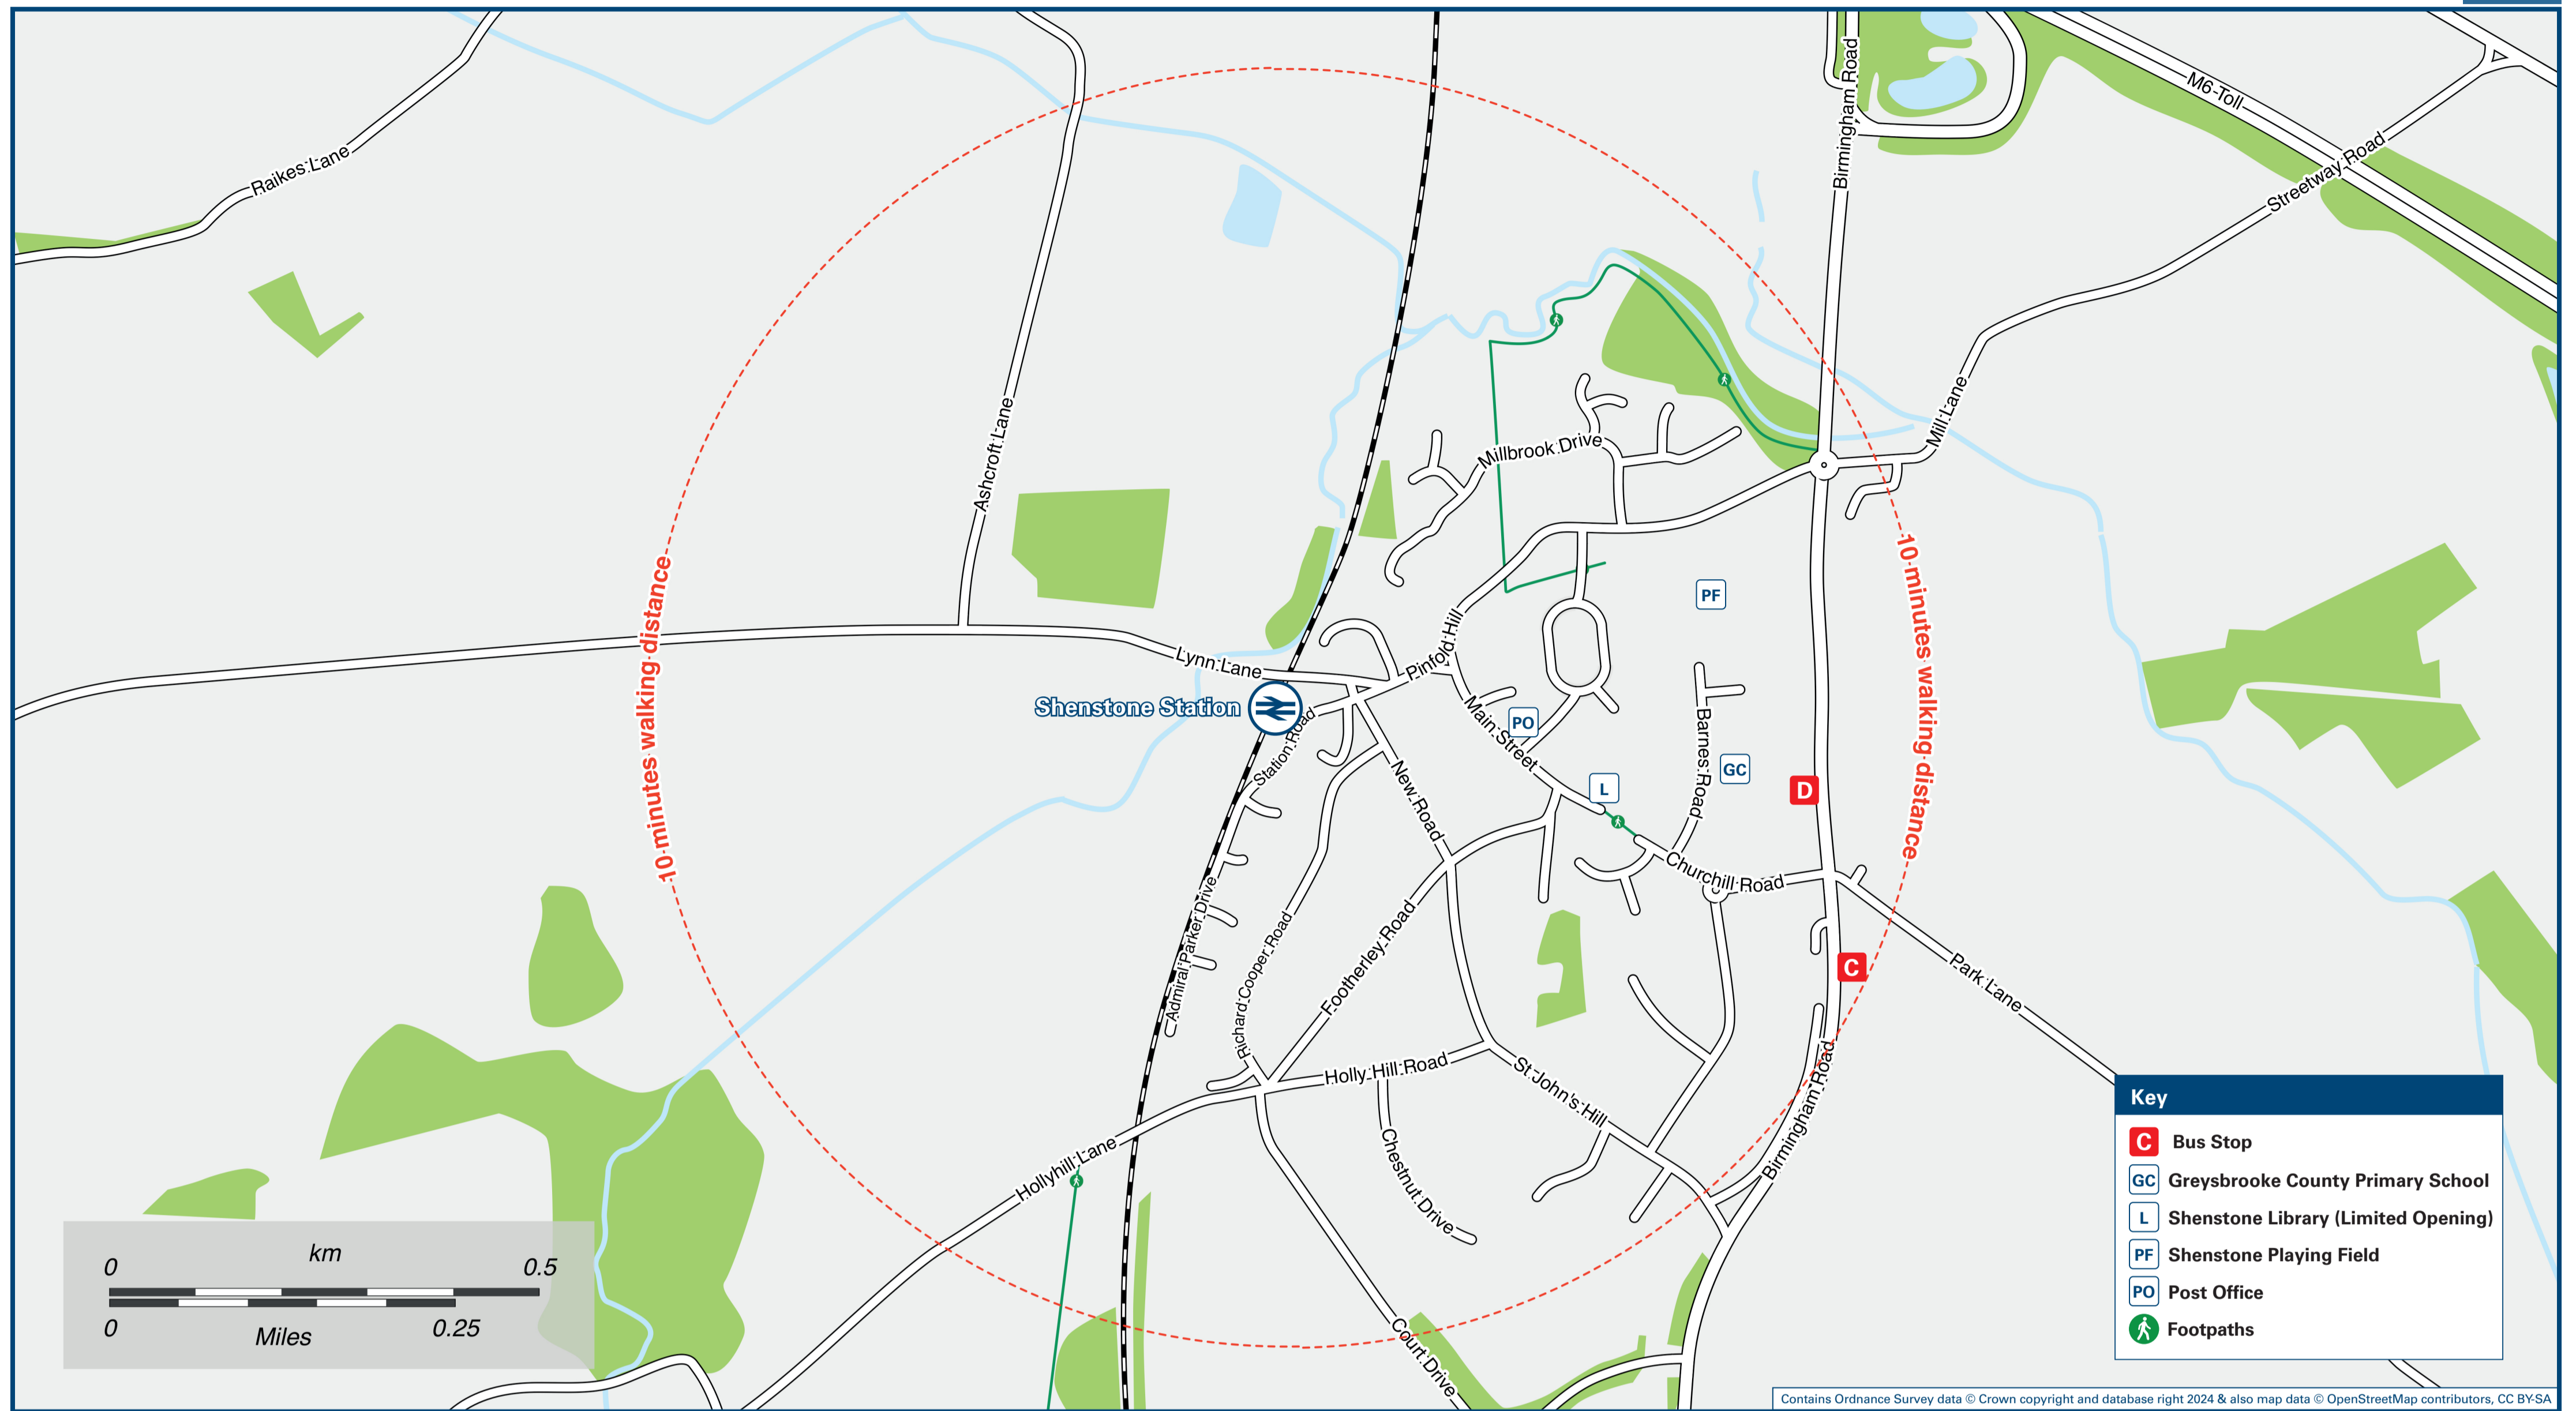 Birmingham Road
M6-Toll
Raikes Lane
Streetway Road
Ashcroft Lane
Mill Lane
Millbrook Drive
10 minutes walking distance
10 minutes walking distance
PF
Pinfold Hill
Lynn Lane
Shenstone Station
Station Road
Main Street
PO
Barnes Road
GC
New Road
L
D
Churchill Road
Admiral Parker Drive
Richard Cooper Road
Footherley Road
C
Park Lane
Holly Hill Road
St John's Hill
Birmingham Road
Chestnut Drive
Hollyhill Lane
Court Drive
km
0 0.5
0 0.25
Miles
Key
C Bus Stop
GC Greysbrooke County Primary School
L Shenstone Library (Limited Opening)
PF Shenstone Playing Field
PO Post Office
Footpaths
Contains Ordnance Survey data © Crown copyright and database right 2024 & also map data © OpenStreetMap contributors, CC BY-SA